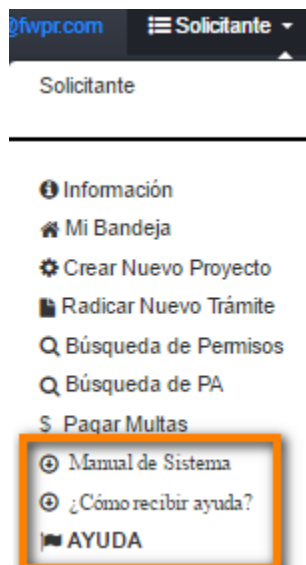 @fwpr.com Solicitante
Solicitante
Información
Mi Bandeja
Crear Nuevo Proyecto
Radicar Nuevo Trámite
Búsqueda de Permisos
Búsqueda de PA
$ Pagar Multas
Manual de Sistema
¿Cómo recibir ayuda?
AYUDA